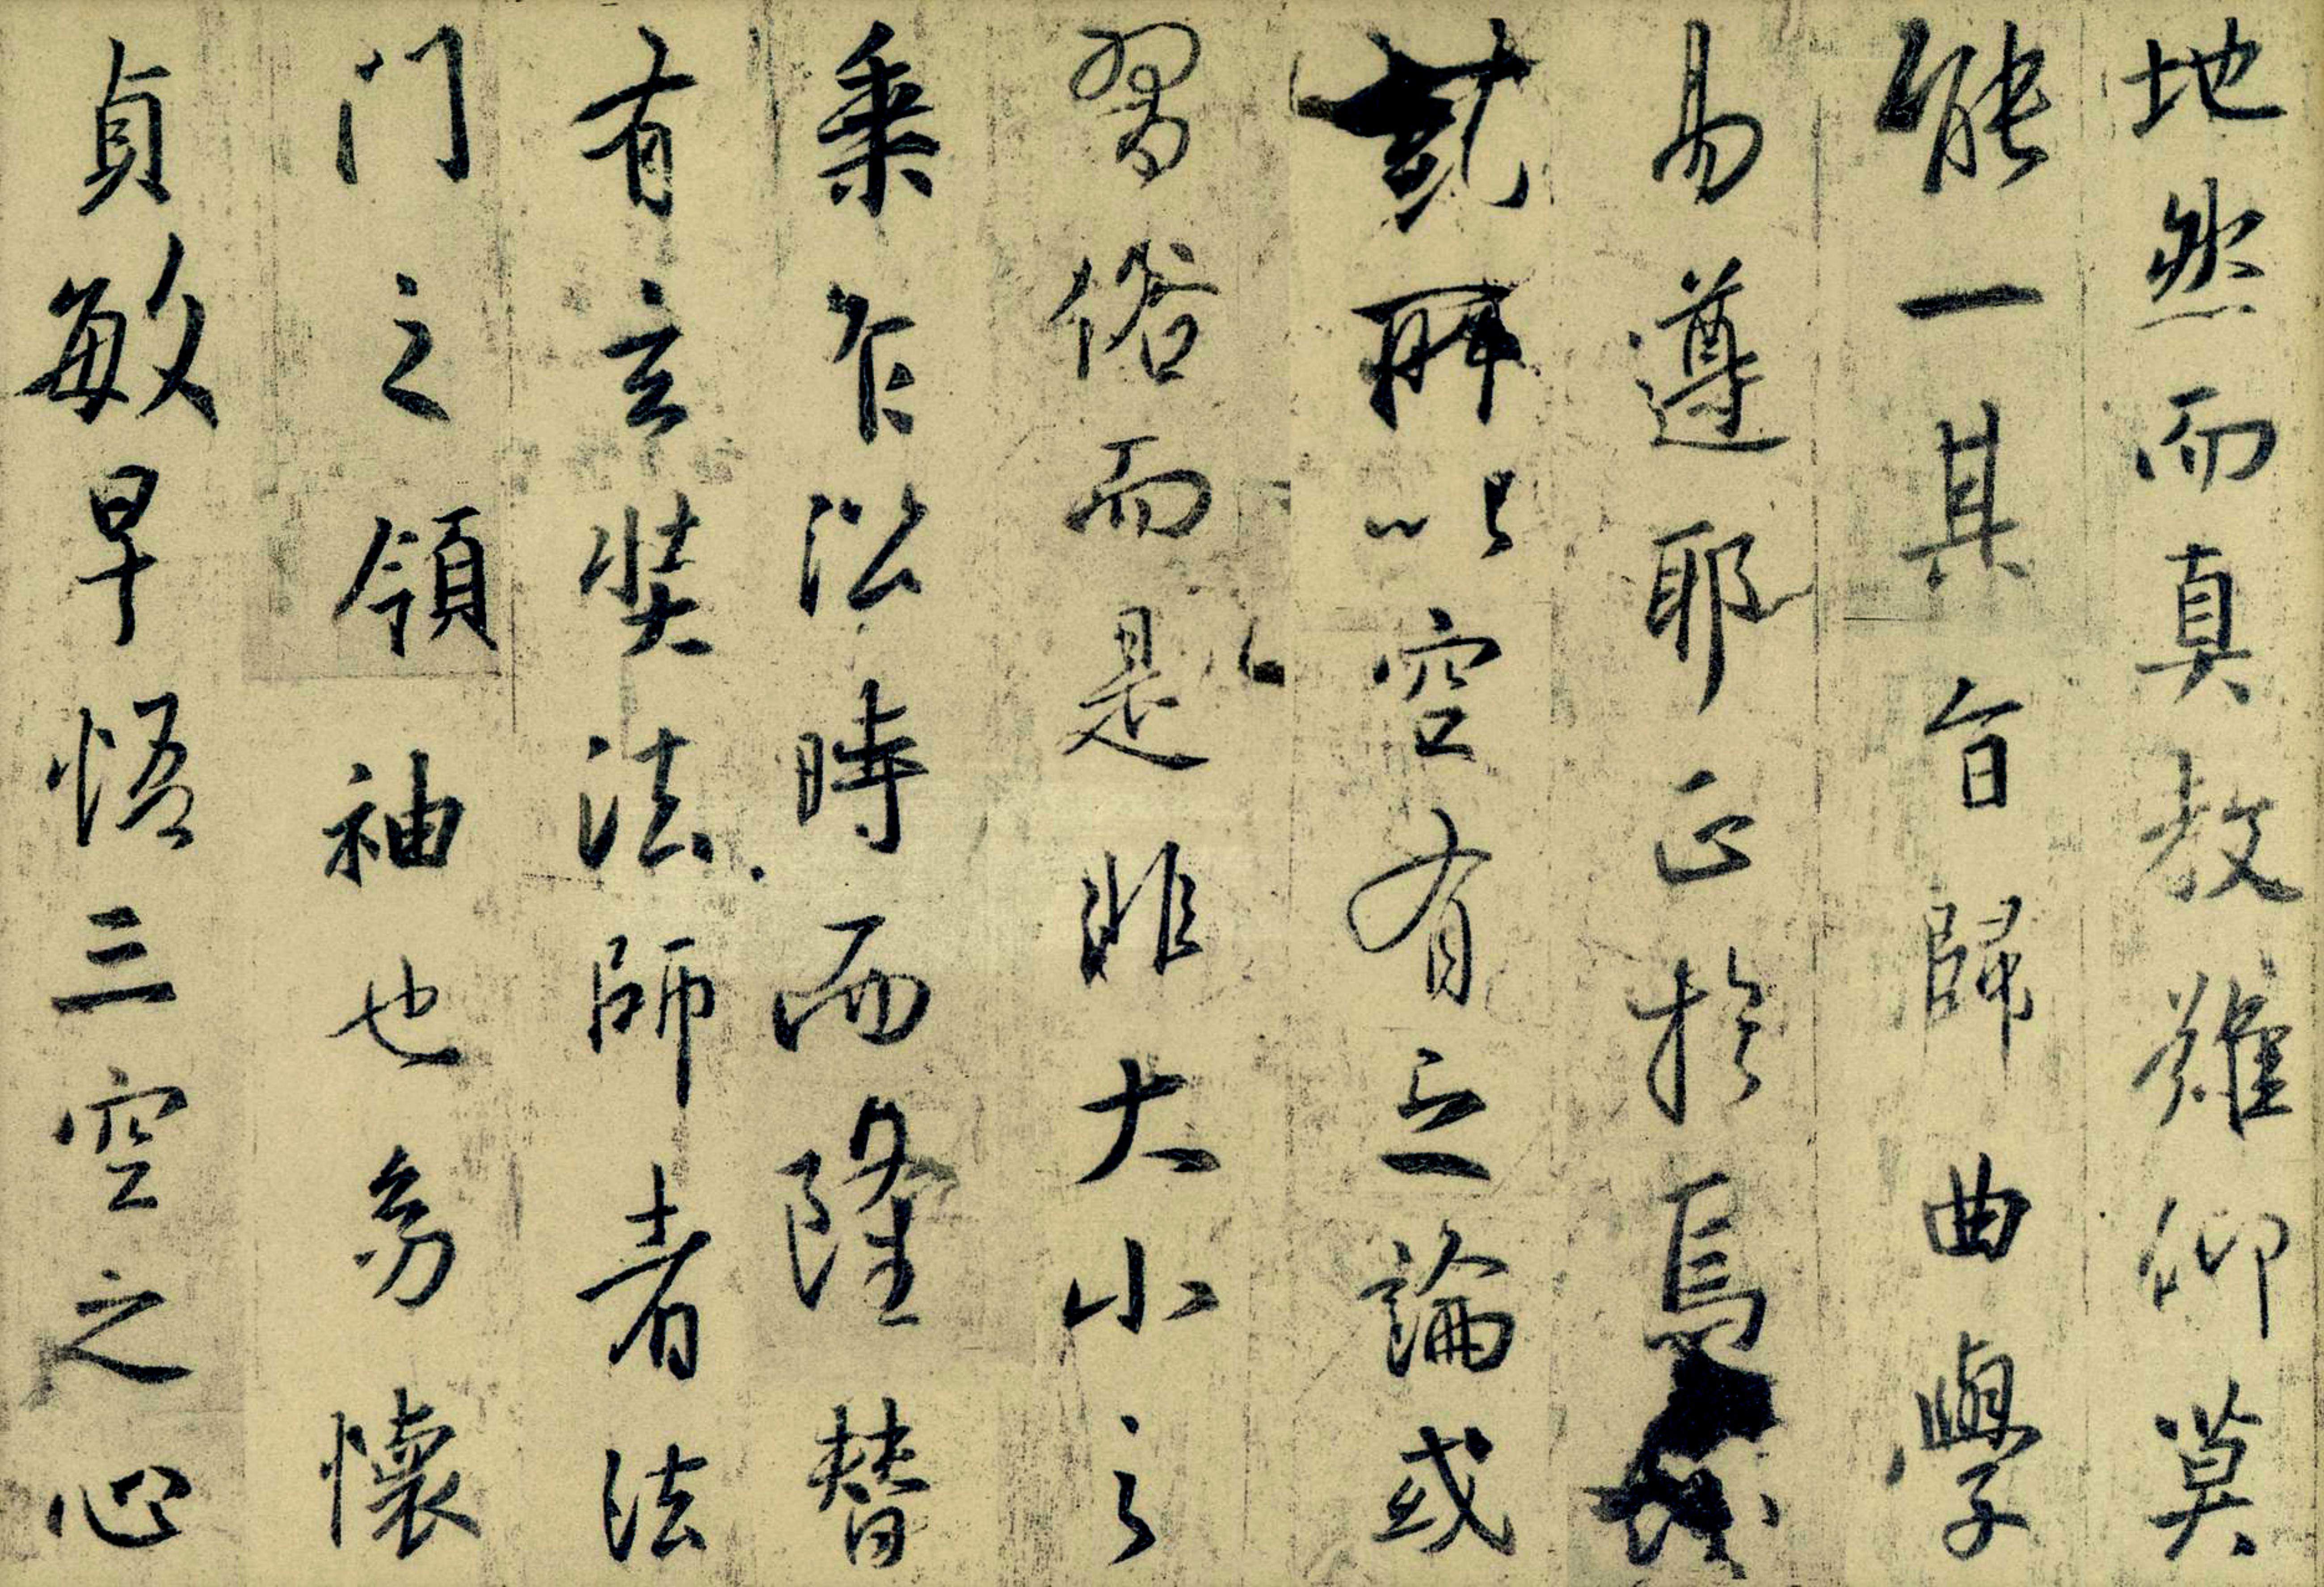 地然而真教難仰莫
能一其旨歸曲學
易遵耶正於焉
所以空有之論或
習俗而是非大小之
乘乍沿時而隆替
有玄奘法師者法
門之領袖也幼懷
貞敏早悟三空之心